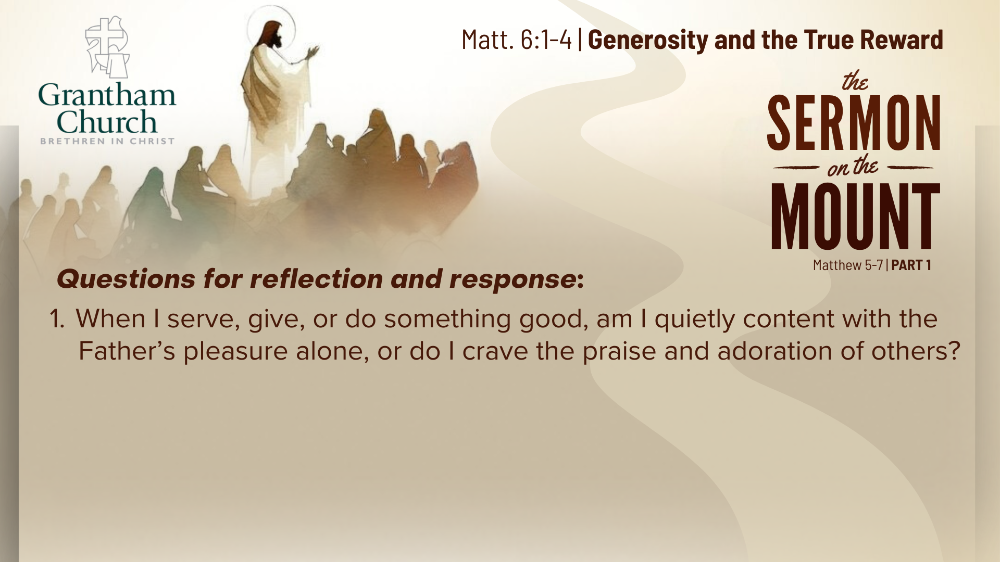 Grantham
Church
BRETHREN IN CHRIST
Matt. 6:1-4 | Generosity and the True Reward
the
SERMON
on the
MOUNT
Matthew 5-7 | PART 1
Questions for reflection and response:
1. When I serve, give, or do something good, am I quietly content with the
Father’s pleasure alone, or do I crave the praise and adoration of others?